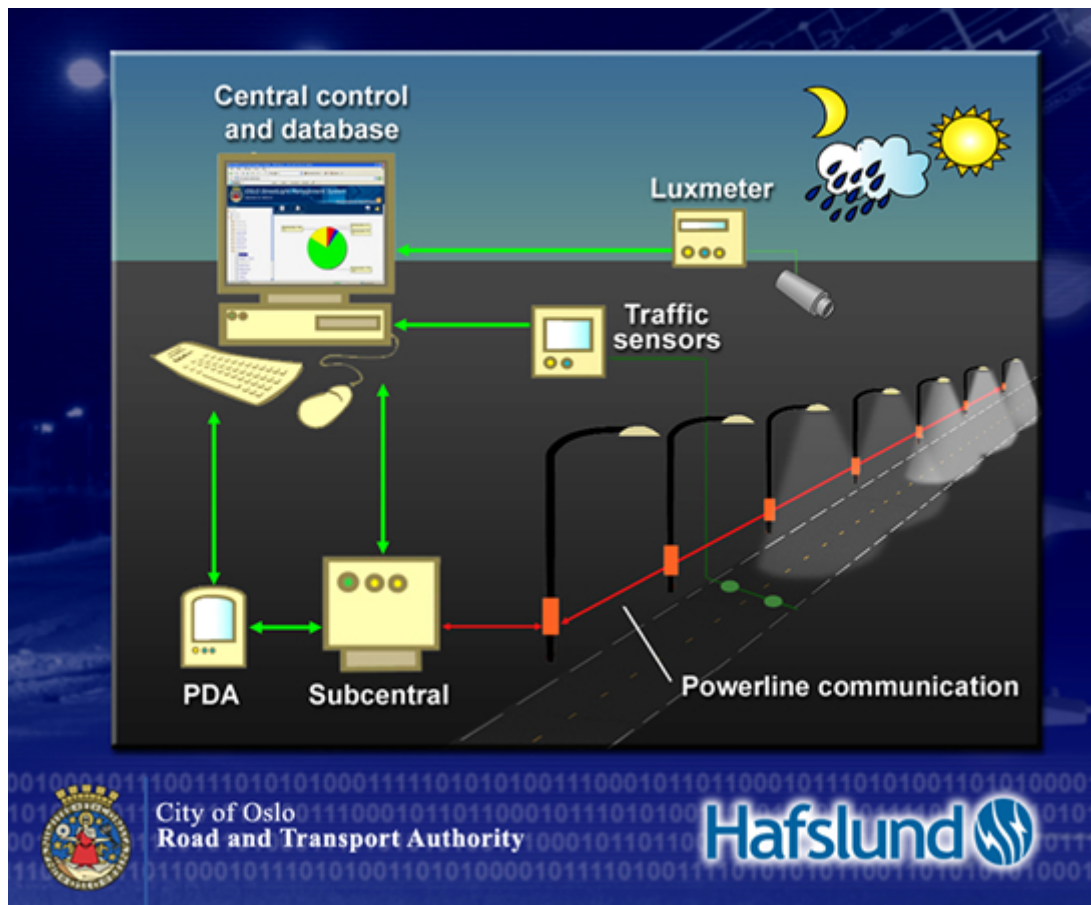 Central control
and database
Luxmeter
Traffic
sensors
PDA
Subcentral
Powerline communication
City of Oslo
Road and Transport Authority
Hafslund